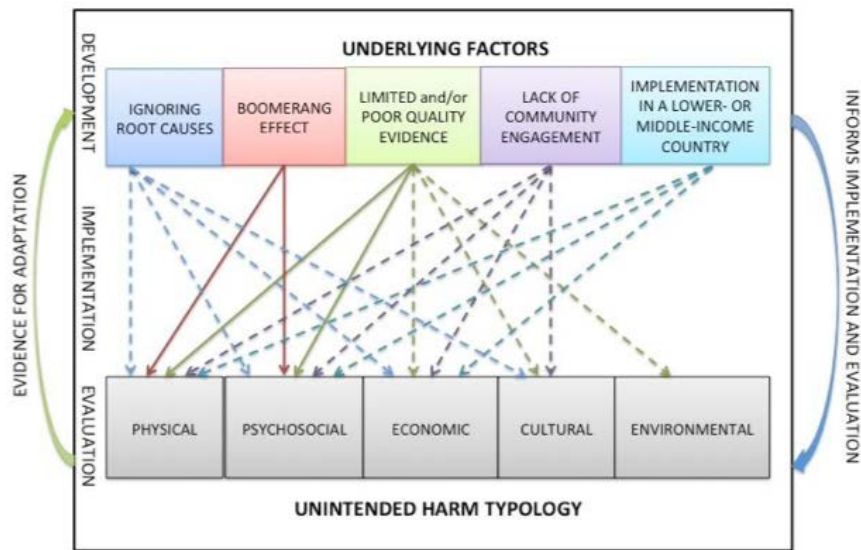 UNDERLYING FACTORS
DEVELOPMENT
IGNORING
ROOT CAUSES
BOOMERANG
EFFECT
LIMITED and/or
POOR QUALITY
EVIDENCE
LACK OF
COMMUNITY
ENGAGEMENT
IMPLEMENTATION
IN A LOWER- OR
MIDDLE-INCOME
COUNTRY
EVIDENCE FOR ADAPTATION
IMPLEMENTATION
INFORMS IMPLEMENTATION AND EVALUATION
EVALUATION
PHYSICAL
PSYCHOSOCIAL
ECONOMIC
CULTURAL
ENVIRONMENTAL
UNINTENDED HARM TYPOLOGY